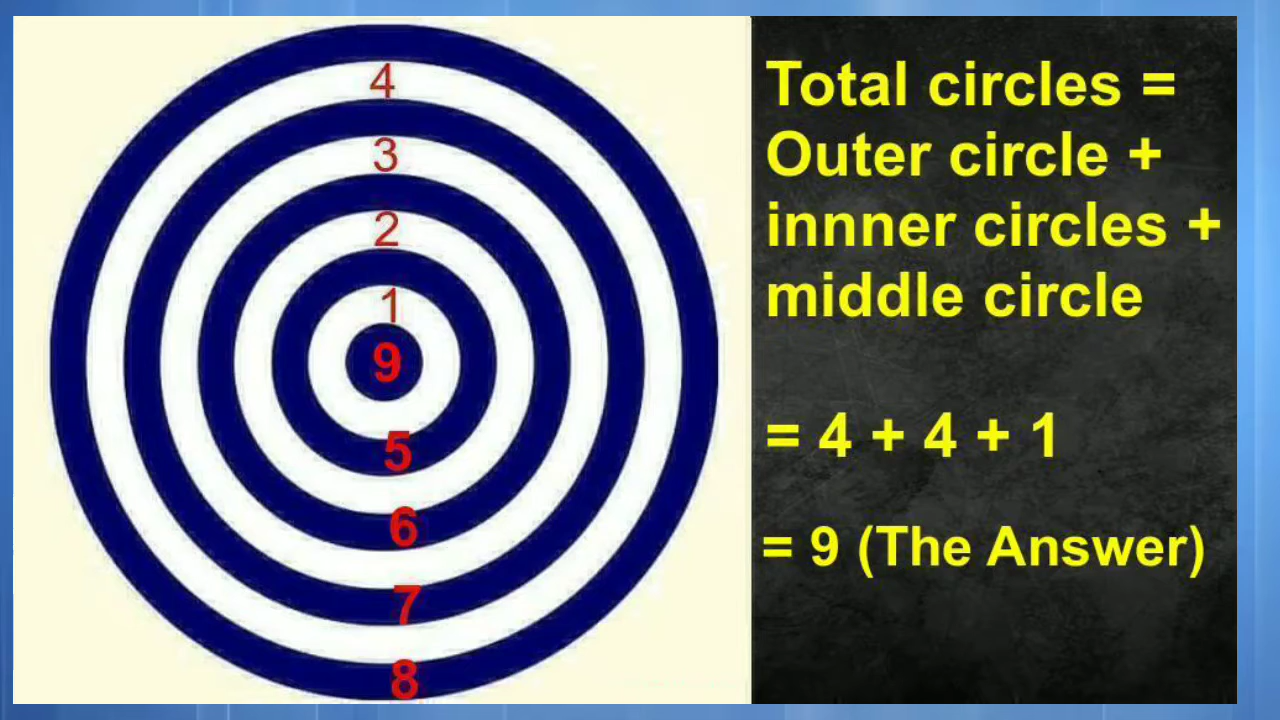 4
3
2
1
9
5
6
7
8
Total circles =
Outer circle +
innner circles +
middle circle
= 4 + 4 + 1
= 9 (The Answer)